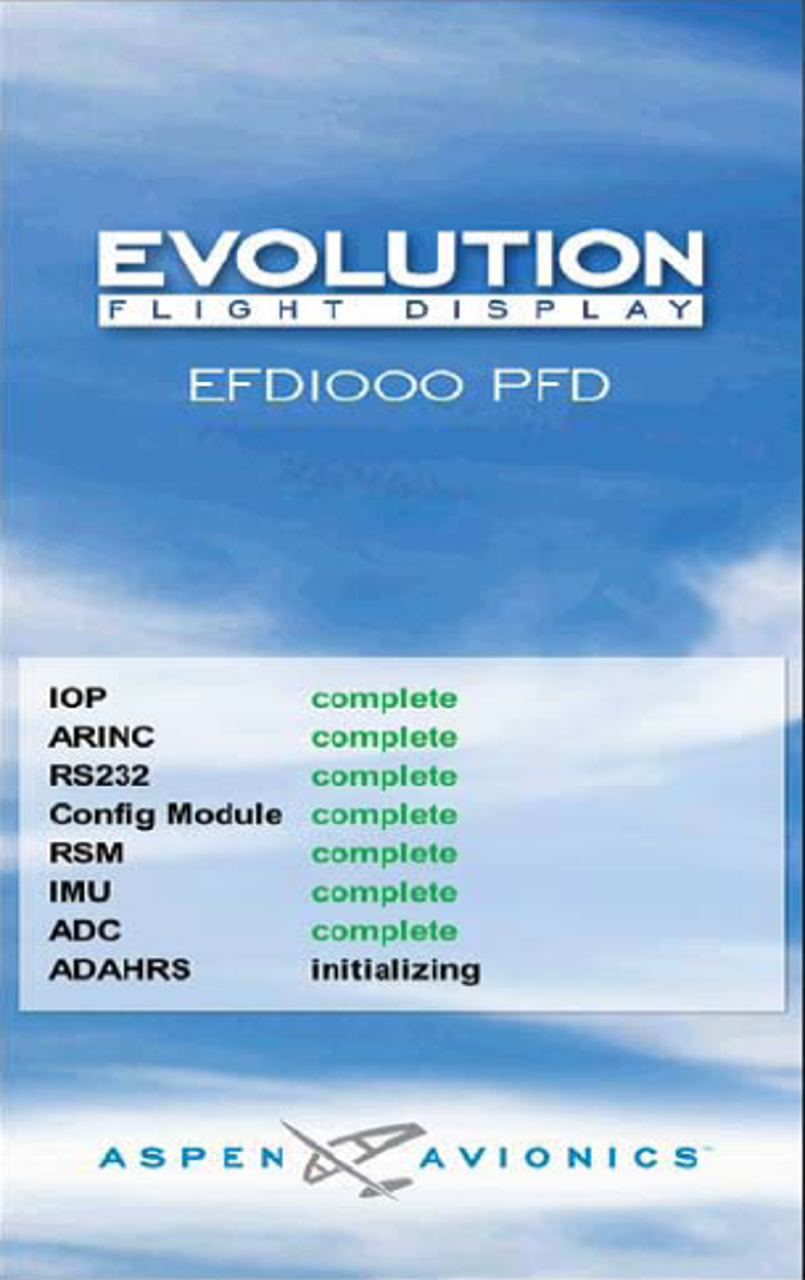 EVOLUTION
FLIGHT DISPLAY
EFD1000 PFD
IOP complete
ARINC complete
RS232 complete
Config Module complete
RSM complete
IMU complete
ADC complete
ADAHRS initializing
ASPEN AVIONICS™